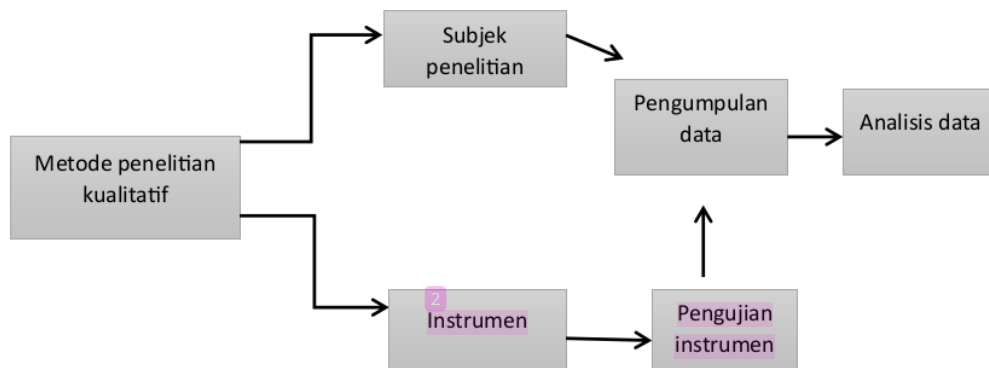 Subjek
penelitian
Pengumpulan
data
Analisis data
Metode penelitian
kualitatif
2
Instrumen
Pengujian
instrumen